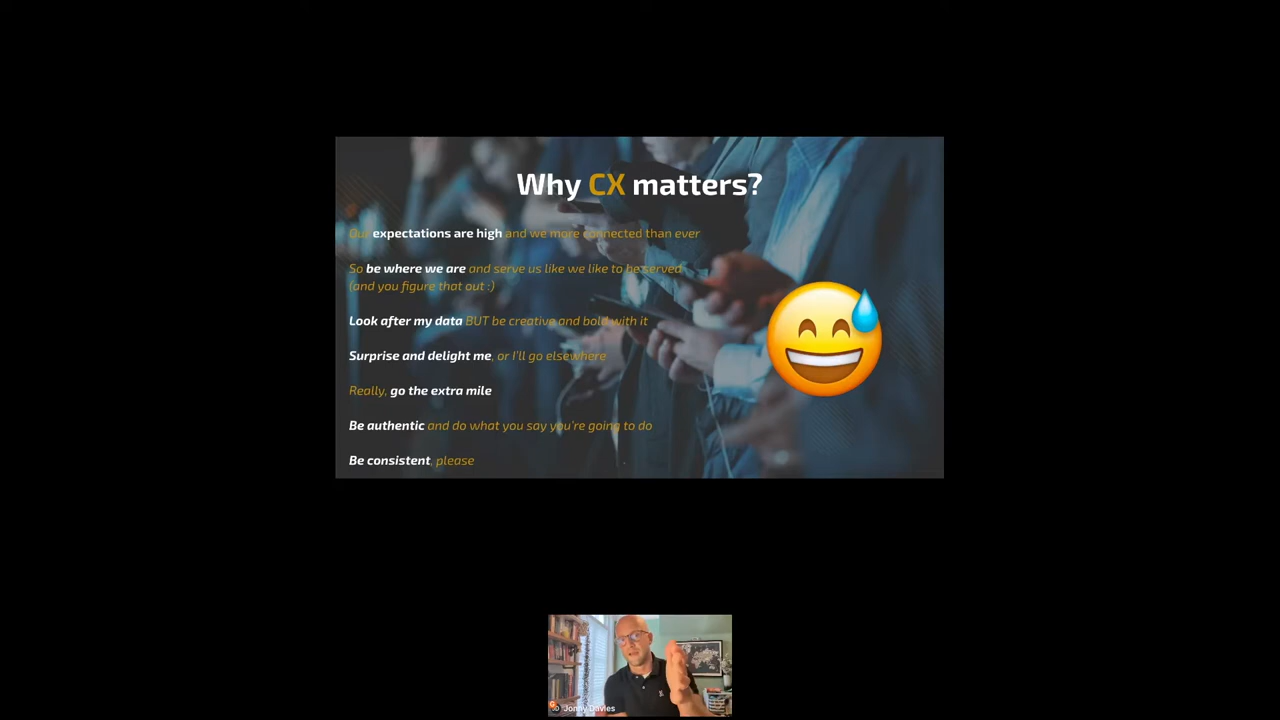 Why CX matters?
Our expectations are high and we more connected than ever
So be where we are and serve us like we like to be served
(and you figure that out :)
Look after my data BUT be creative and bold with it
Surprise and delight me, or I'll go elsewhere
Really, go the extra mile
Be authentic and do what you say you're going to do
Be consistent, please
Jonny Davies